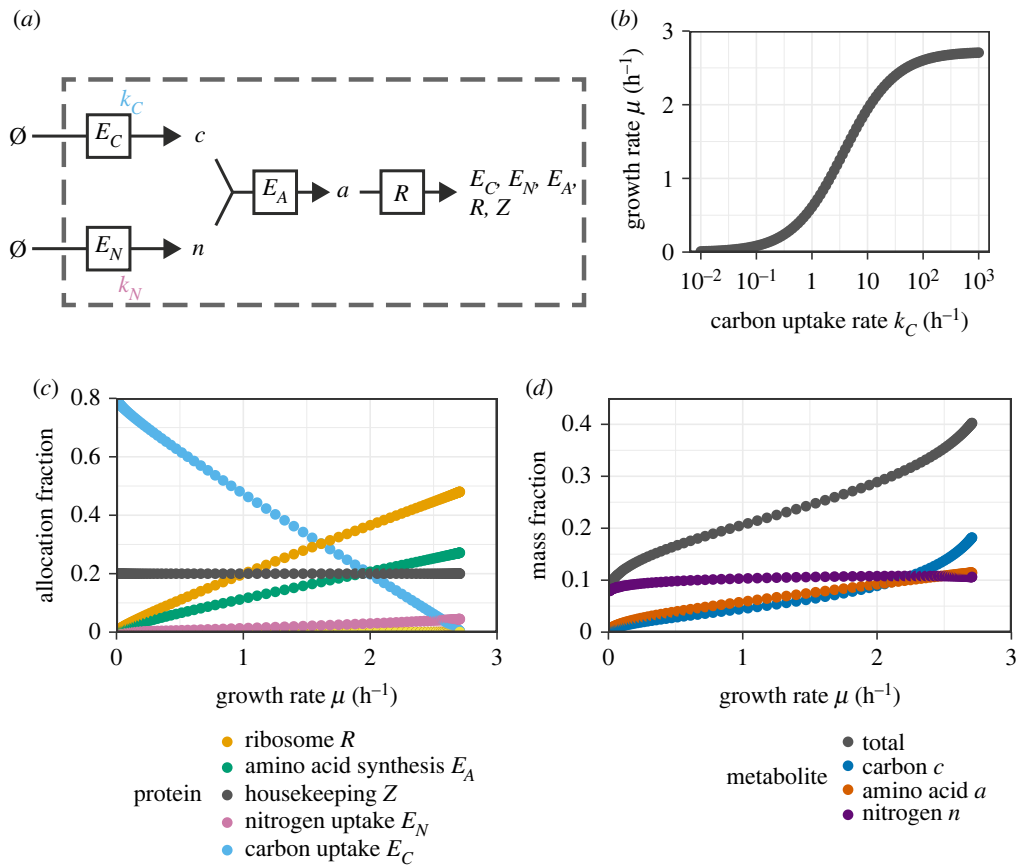 (a)
k_C
Ø E_C c
E_A a R E_C, E_N, E_A,
R, Z
Ø E_N n
k_N
(b)
3
2
1
0
growth rate μ (h⁻¹)
10⁻² 10⁻¹ 1 10 10² 10³
carbon uptake rate k_C (h⁻¹)
(c)
0.8
0.6
0.4
0.2
0
allocation fraction
0 1 2 3
growth rate μ (h⁻¹)
protein
ribosome R
amino acid synthesis E_A
housekeeping Z
nitrogen uptake E_N
carbon uptake E_C
(d)
0.4
0.3
0.2
0.1
0
mass fraction
0 1 2 3
growth rate μ (h⁻¹)
metabolite
total
carbon c
amino acid a
nitrogen n